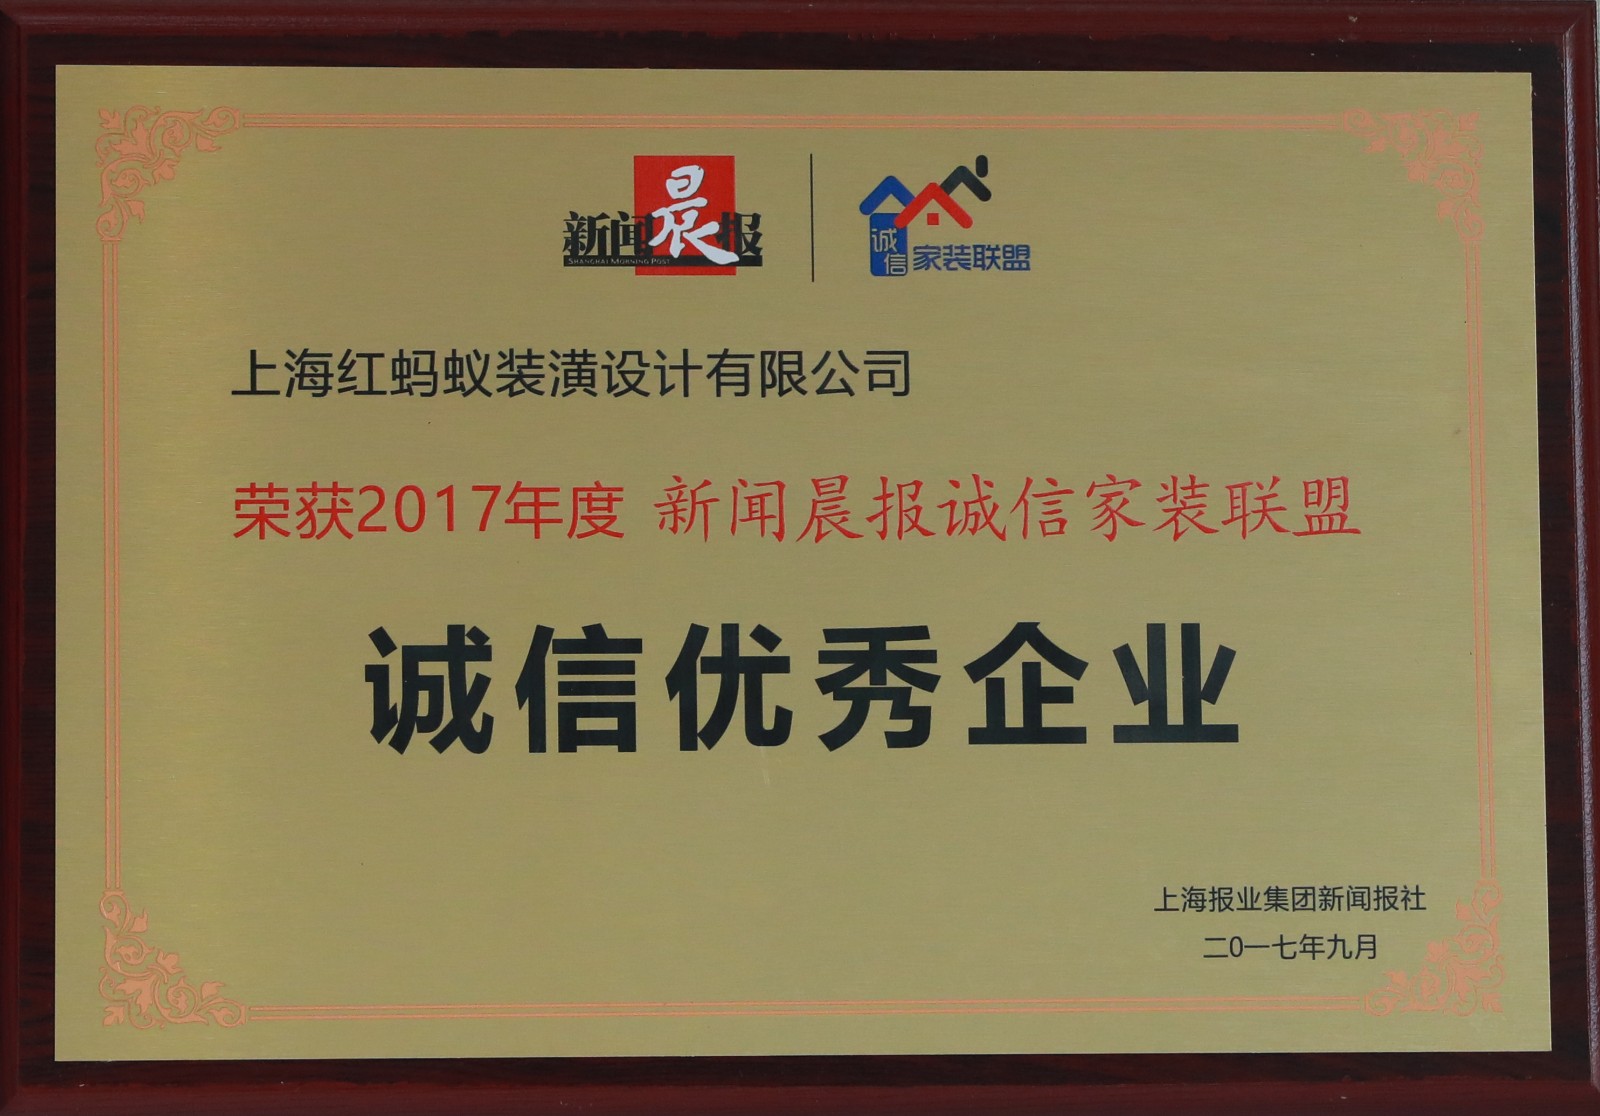 新闻晨报
SHANGHAI MORNING POST
诚信家装联盟
上海红蚂蚁装潢设计有限公司
荣获2017年度 新闻晨报诚信家装联盟
诚信优秀企业
上海报业集团新闻报社
二0一七年九月